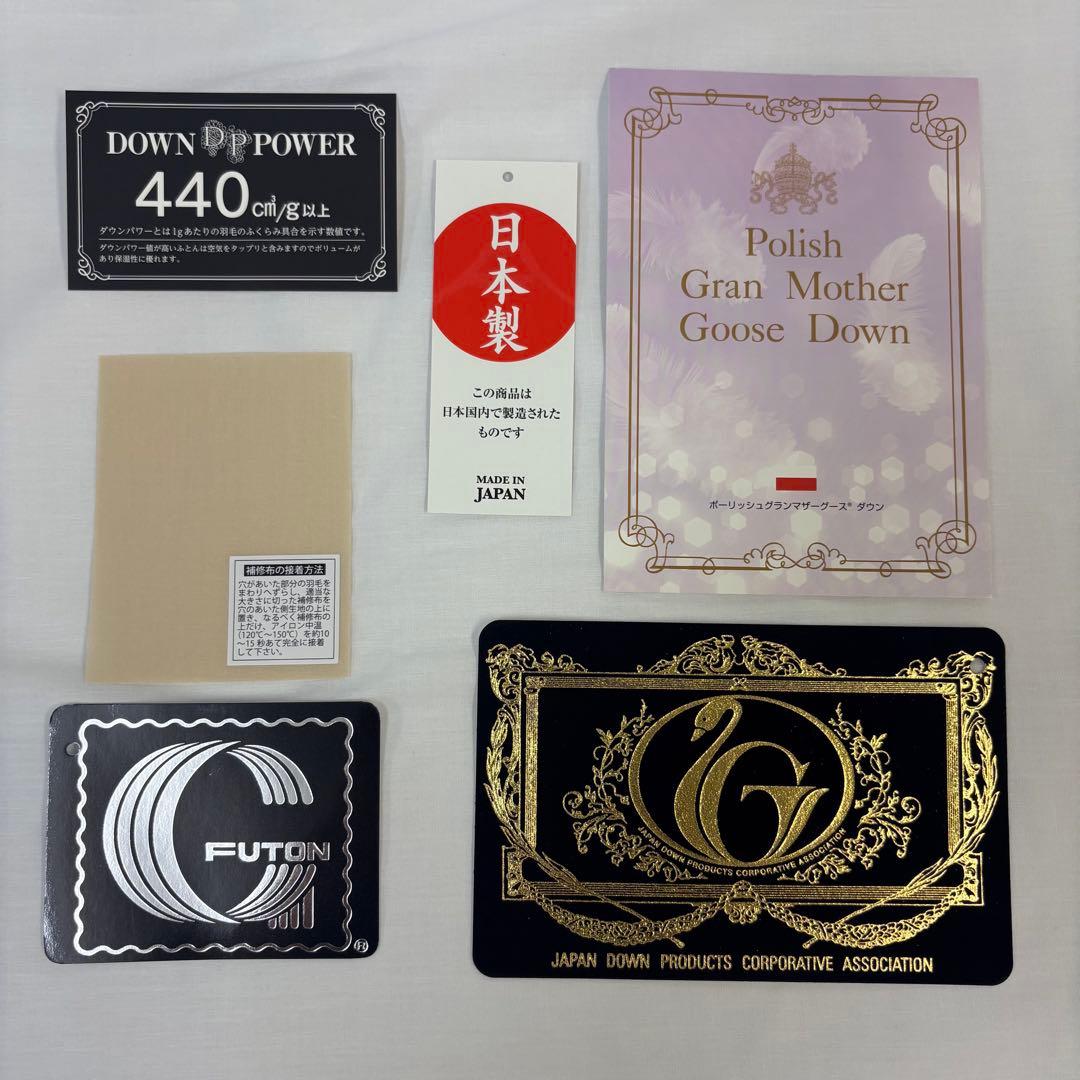 DOWN DP POWER
440cm³/g以上
ダウンパワーとは1gあたりの羽毛のふくらみ具合を示す数値です。
ダウンパワー値が高いふとんは空気をタップリと含みますのでボリュームが
あり保温性に優れます。
日本製
この商品は
日本国内で製造された
ものです
MADE IN
JAPAN
Polish
Gran Mother
Goose Down
ポーリッシュグランマザーグース® ダウン
補修布の接着方法
穴があいた部分の羽毛を
まわりへずらし、適当な
大きさに切った補修布を
穴のあいた側生地の上に
置き、なるべく補修布の
上だけ、アイロン中温
(120℃〜150℃)を約10
〜15秒あて完全に接着
して下さい。
FUTON
®
G
JAPAN DOWN PRODUCTS CORPORATIVE ASSOCIATION
JAPAN DOWN PRODUCTS CORPORATIVE ASSOCIATION